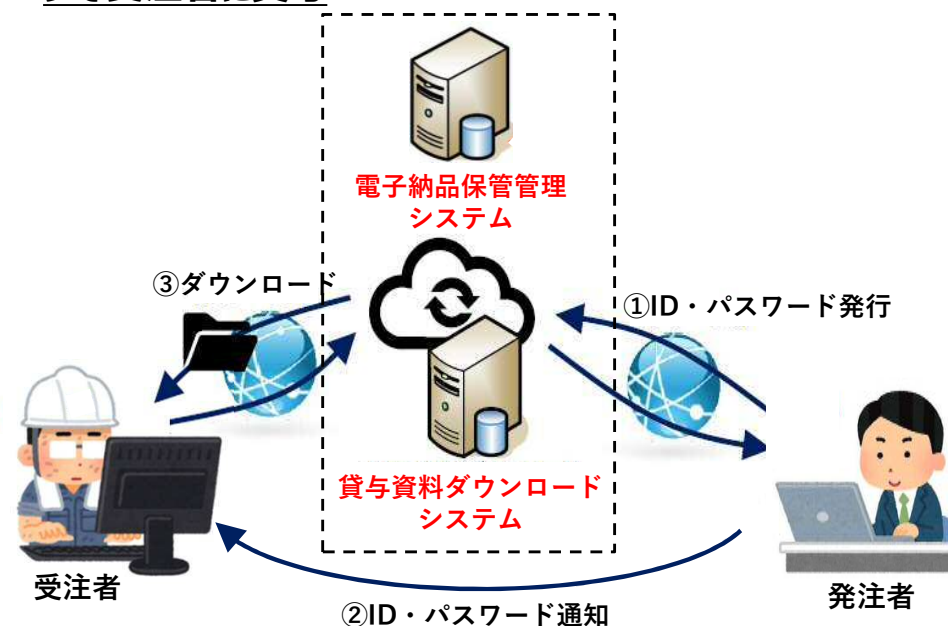 電子納品保管管理
システム
③ダウンロード
①ID・パスワード発行
貸与資料ダウンロード
システム
受注者
発注者
②ID・パスワード通知